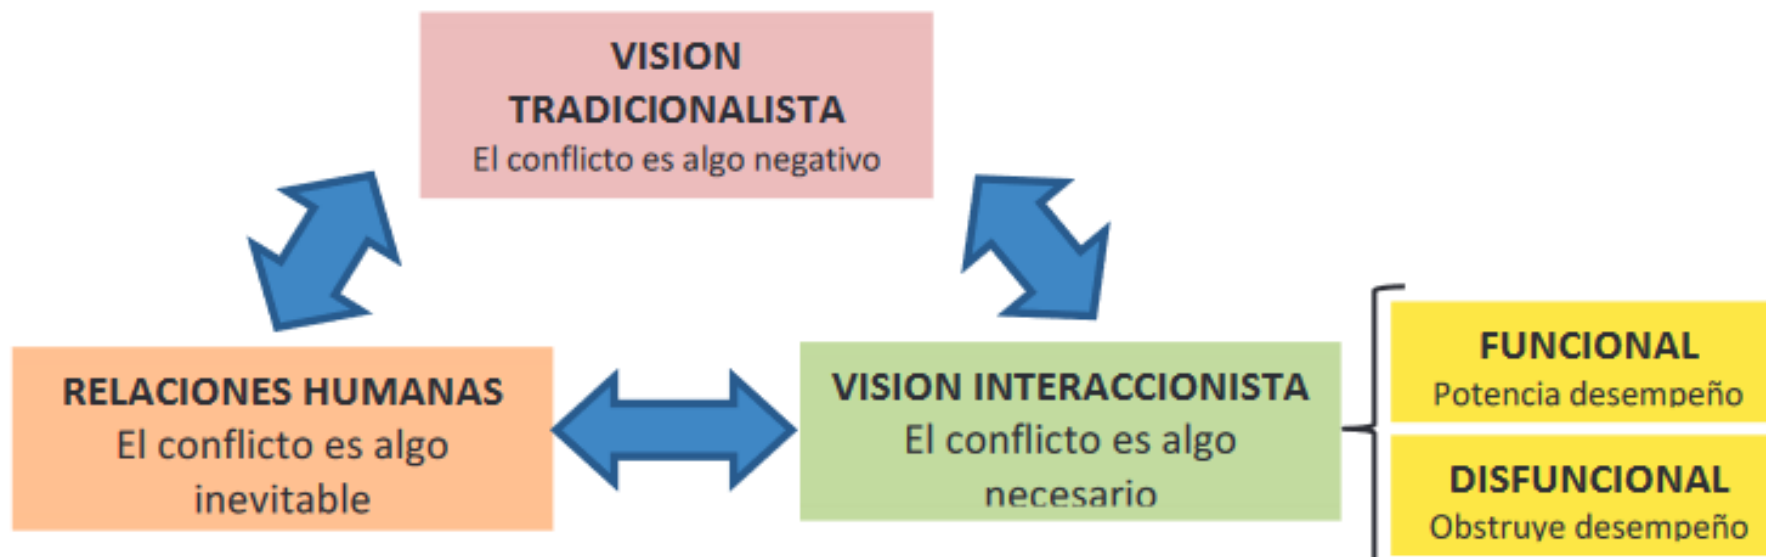 VISION
TRADICIONALISTA
El conflicto es algo negativo
RELACIONES HUMANAS
El conflicto es algo
inevitable
VISION INTERACCIONISTA
El conflicto es algo
necesario
FUNCIONAL
Potencia desempeño
DISFUNCIONAL
Obstruye desempeño